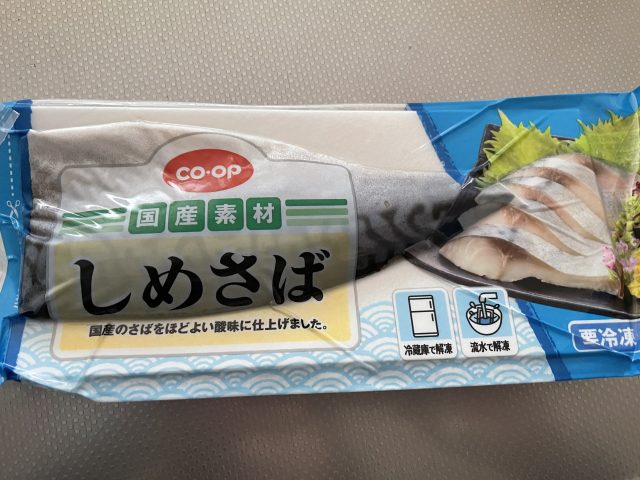 CO・OP
国産素材
しめさば
国産のさばをほどよい酸味に仕上げました。
冷蔵庫で解凍
流水で解凍
要冷凍